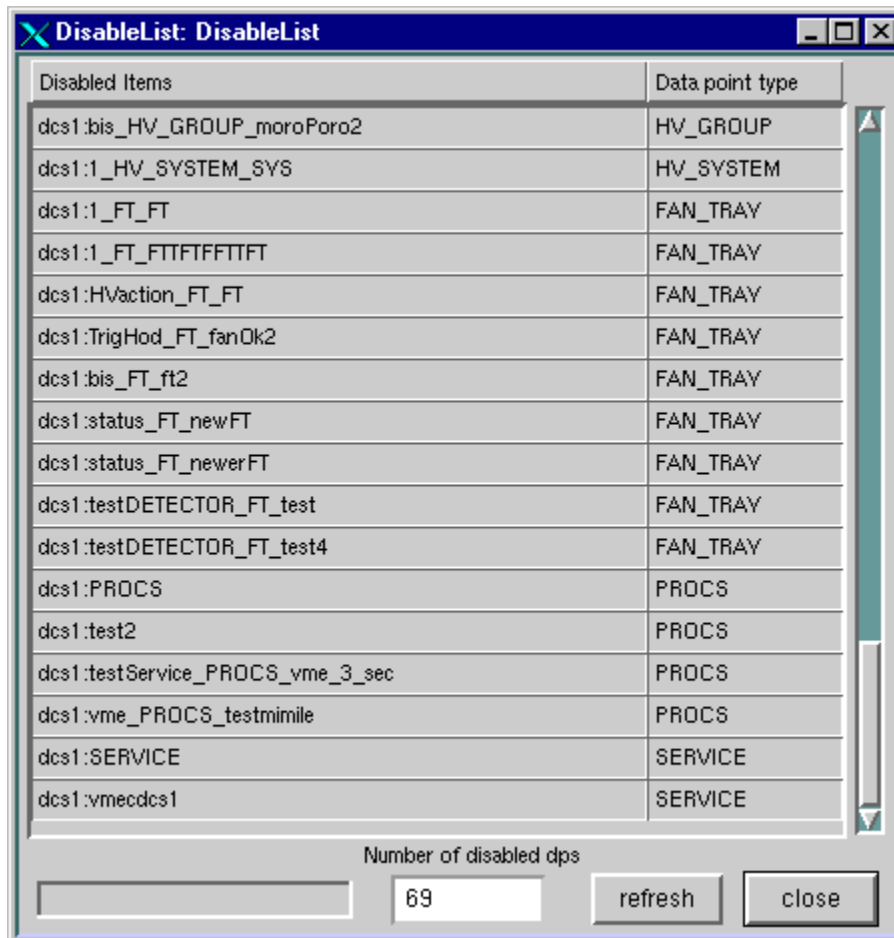 DisableList: DisableList
Disabled Items Data point type
dcs1:bis_HV_GROUP_moroPoro2 HV_GROUP
dcs1:1_HV_SYSTEM_SYS HV_SYSTEM
dcs1:1_FT_FT FAN_TRAY
dcs1:1_FT_FTTFTFFTTFT FAN_TRAY
dcs1:HVaction_FT_FT FAN_TRAY
dcs1:TrigHod_FT_fanOk2 FAN_TRAY
dcs1:bis_FT_ft2 FAN_TRAY
dcs1:status_FT_newFT FAN_TRAY
dcs1:status_FT_newerFT FAN_TRAY
dcs1:testDETECTOR_FT_test FAN_TRAY
dcs1:testDETECTOR_FT_test4 FAN_TRAY
dcs1:PROCS PROCS
dcs1:test2 PROCS
dcs1:testService_PROCS_vme_3_sec PROCS
dcs1:vme_PROCS_testmimile PROCS
dcs1:SERVICE SERVICE
dcs1:vmecdcs1 SERVICE
Number of disabled dps
69 refresh close